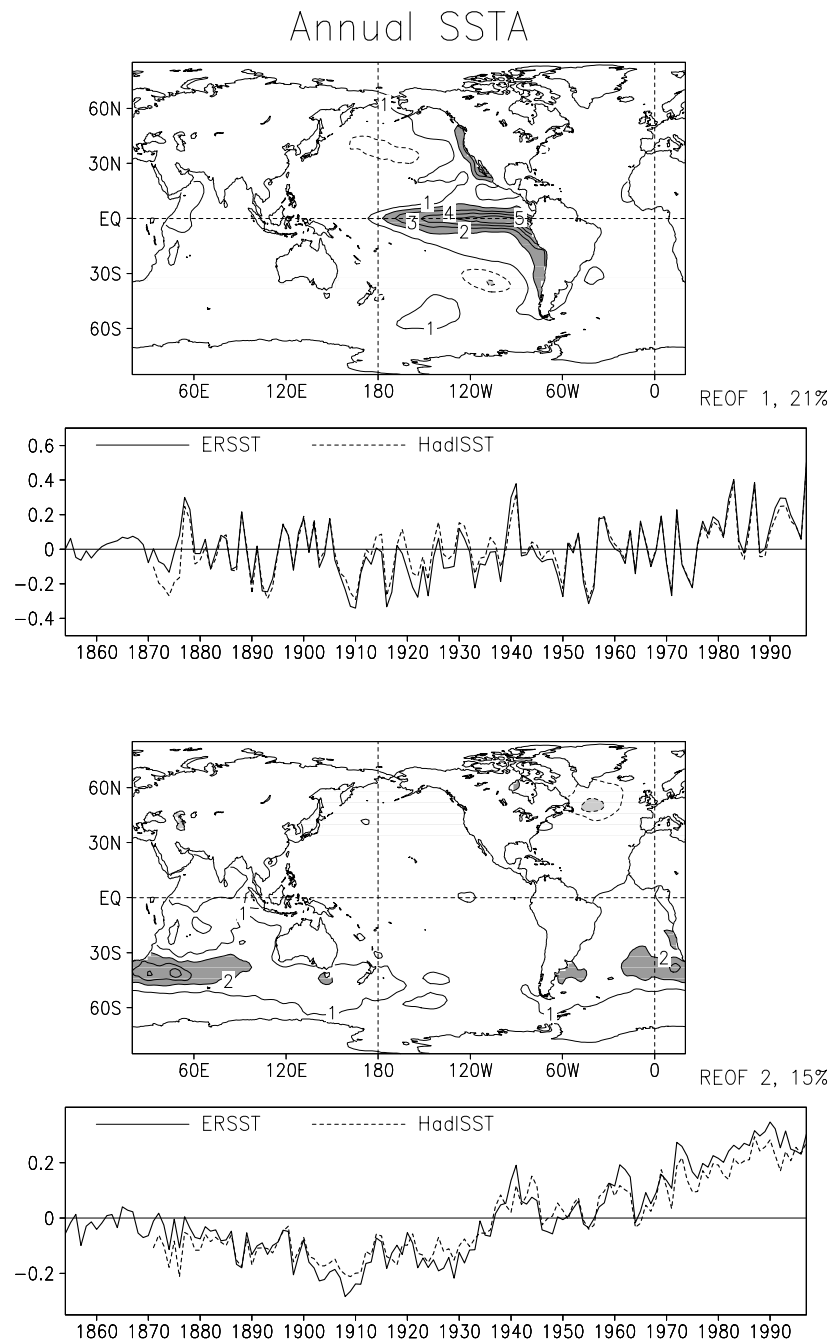 Annual SSTA
60N
30N
EQ
30S
60S
1
1
4
5
3
2
1
60E 120E 180 120W 60W 0
REOF 1, 21%
ERSST HadISST
0.6
0.4
0.2
0
−0.2
−0.4
1860 1870 1880 1890 1900 1910 1920 1930 1940 1950 1960 1970 1980 1990
60N
30N
EQ
30S
60S
1
2
2
1
1
60E 120E 180 120W 60W 0
REOF 2, 15%
ERSST HadISST
0.2
0
−0.2
1860 1870 1880 1890 1900 1910 1920 1930 1940 1950 1960 1970 1980 1990